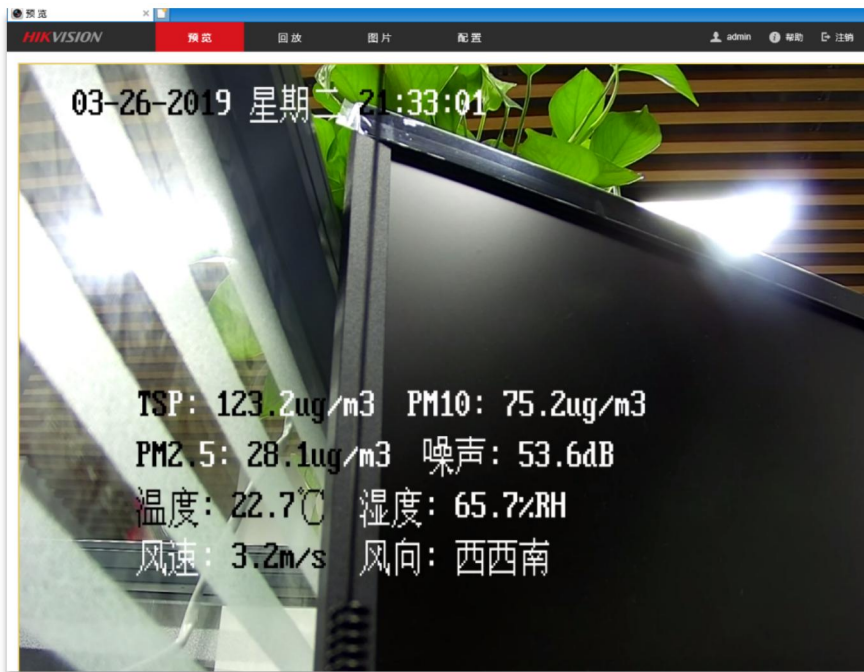 预览
HIKVISION 预览 回放 图片 配置 admin 帮助 注销
03-26-2019 星期二 21:33:01
TSP: 123.2ug/m3 PM10: 75.2ug/m3
PM2.5: 28.1ug/m3 噪声: 53.6dB
温度: 22.7℃ 湿度: 65.7%RH
风速: 3.2m/s 风向: 西西南